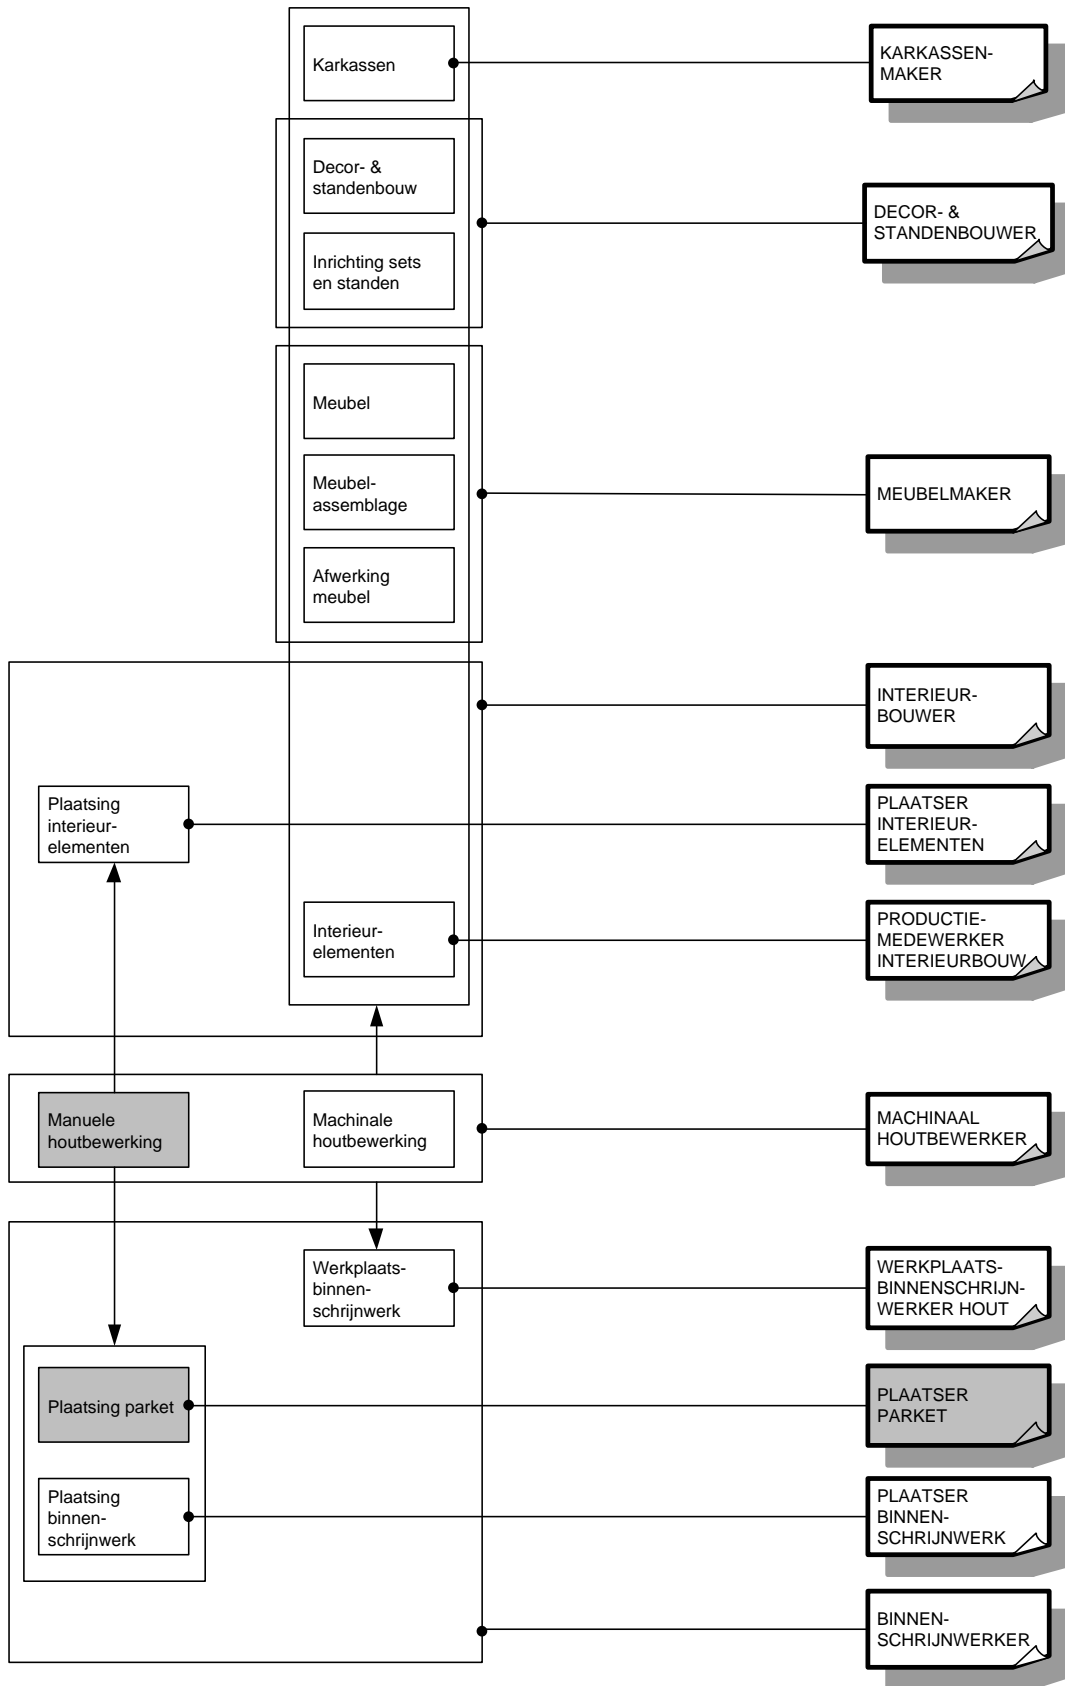 Karkassen
KARKASSEN-
MAKER
Decor- &
standenbouw
DECOR- &
STANDENBOUWER
Inrichting sets
en standen
Meubel
Meubel-
assemblage
MEUBELMAKER
Afwerking
meubel
INTERIEUR-
BOUWER
Plaatsing
interieur-
elementen
PLAATSER
INTERIEUR-
ELEMENTEN
Interieur-
elementen
PRODUCTIE-
MEDEWERKER
INTERIEURBOUW
Manuele
houtbewerking
Machinale
houtbewerking
MACHINAAL
HOUTBEWERKER
Werkplaats-
binnen-
schrijnwerk
WERKPLAATS-
BINNENSCHRIJN-
WERKER HOUT
Plaatsing parket
PLAATSER
PARKET
Plaatsing
binnen-
schrijnwerk
PLAATSER
BINNEN-
SCHRIJNWERK
BINNEN-
SCHRIJNWERKER